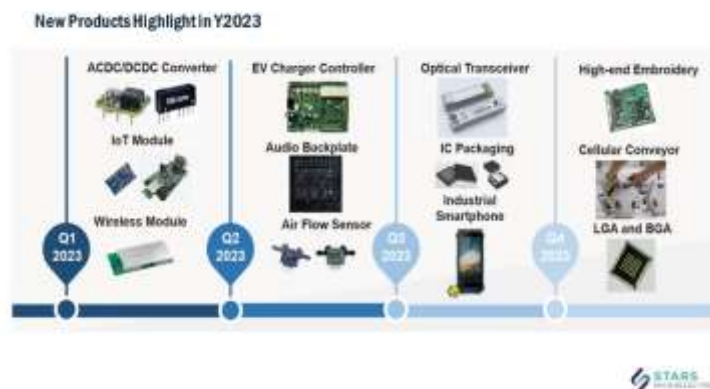 New Products Highlight in Y2023
ACDC/DCDC Converter
IoT Module
Wireless Module
Q1
2023
EV Charger Controller
Audio Backplate
Air Flow Sensor
Q2
2023
Optical Transceiver
IC Packaging
Industrial
Smartphone
Q3
2023
High-end Embroidery
Cellular Conveyor
LGA and BGA
Q4
2023
STARS